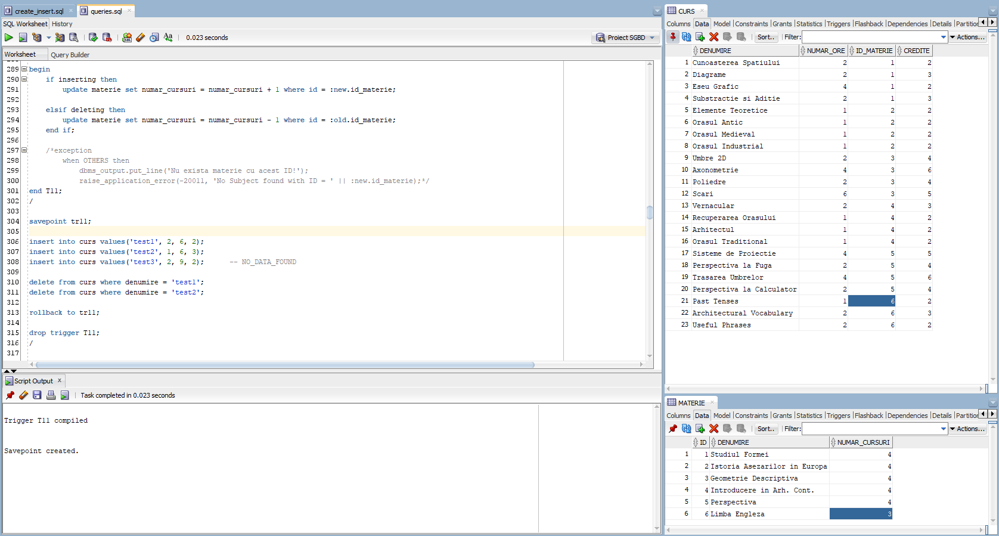 create_insert.sql
queries.sql
SQL Worksheet History
0.023 seconds
Proiect SGBD
Worksheet Query Builder
289 begin
290 if inserting then
291 update materie set numar_cursuri = numar_cursuri + 1 where id = :new.id_materie;
292
293 elsif deleting then
294 update materie set numar_cursuri = numar_cursuri - 1 where id = :old.id_materie;
295 end if;
296
297 /*exception
298 when OTHERS then
299 dbms_output.put_line('Nu exista materie cu acest ID!');
300 raise_application_error(-20011, 'No Subject found with ID = ' || :new.id_materie);*/
301 end T11;
302 /
303
304 savepoint tr11;
305
306 insert into curs values('test1', 2, 6, 2);
307 insert into curs values('test2', 1, 6, 3);
308 insert into curs values('test3', 2, 9, 2); -- NO_DATA_FOUND
309
310 delete from curs where denumire = 'test1';
311 delete from curs where denumire = 'test2';
312
313 rollback to tr11;
314
315 drop trigger T11;
316 /
317
Script Output
Task completed in 0.023 seconds
Trigger T11 compiled
Savepoint created.
CURS
Columns Data Model Constraints Grants Statistics Triggers Flashback Dependencies Details Partition
Sort.. Filter: Actions...
DENUMIRE NUMAR_ORE ID_MATERIE CREDITE
1 Cunoasterea Spatiului 2 1 2
2 Diagrame 2 1 3
3 Eseu Grafic 4 1 2
4 Substractie si Aditie 2 1 3
5 Elemente Teoretice 1 2 2
6 Orasul Antic 1 2 2
7 Orasul Medieval 1 2 2
8 Orasul Industrial 1 2 2
9 Umbre 2D 2 3 4
10 Axonometrie 4 3 6
11 Poliedre 2 3 4
12 Scari 6 3 5
13 Vernacular 2 4 3
14 Recuperarea Orasului 1 4 2
15 Arhitectul 1 4 2
16 Orasul Traditional 1 4 2
17 Sisteme de Proiectie 4 5 5
18 Perspectiva la Fuga 2 5 4
19 Trasarea Umbrelor 4 5 6
20 Perspectiva la Calculator 2 5 4
21 Past Tenses 1 6 2
22 Architectural Vocabulary 2 6 3
23 Useful Phrases 2 6 2
MATERIE
Columns Data Model Constraints Grants Statistics Triggers Flashback Dependencies Details Partition
Sort.. Filter: Actions...
ID DENUMIRE NUMAR_CURSURI
1 1 Studiul Formei 4
2 2 Istoria Asezarilor in Europa 4
3 3 Geometrie Descriptiva 4
4 4 Introducere in Arh. Cont. 4
5 5 Perspectiva 4
6 6 Limba Engleza 3